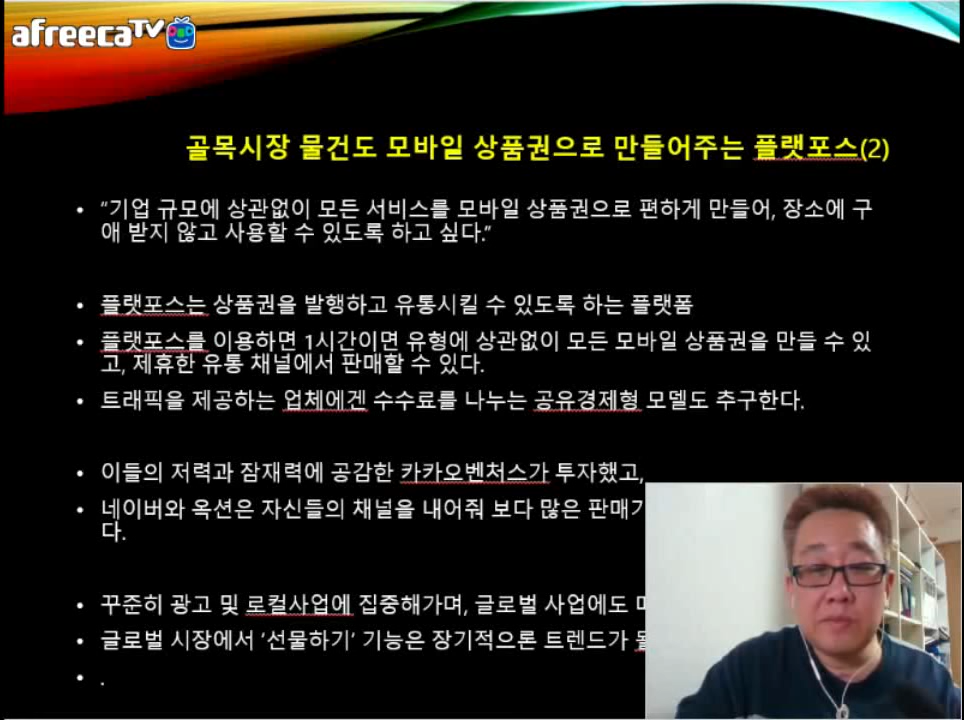 afreecaTV
골목시장 물건도 모바일 상품권으로 만들어주는 플랫포스(2)
• “기업 규모에 상관없이 모든 서비스를 모바일 상품권으로 편하게 만들어, 장소에 구
애 받지 않고 사용할 수 있도록 하고 싶다.”
• 플랫포스는 상품권을 발행하고 유통시킬 수 있도록 하는 플랫폼
• 플랫포스를 이용하면 1시간이면 유형에 상관없이 모든 모바일 상품권을 만들 수 있
고, 제휴한 유통 채널에서 판매할 수 있다.
• 트래픽을 제공하는 업체에겐 수수료를 나누는 공유경제형 모델도 추구한다.
• 이들의 저력과 잠재력에 공감한 카카오벤처스가 투자했고,
• 네이버와 옥션은 자신들의 채널을 내어줘 보다 많은
다.
• 꾸준히 광고 및 로컬사업에 집중해가며, 글로벌 사업에도
• 글로벌 시장에서 ‘선물하기’ 기능은 장기적으론 트렌드가
• .